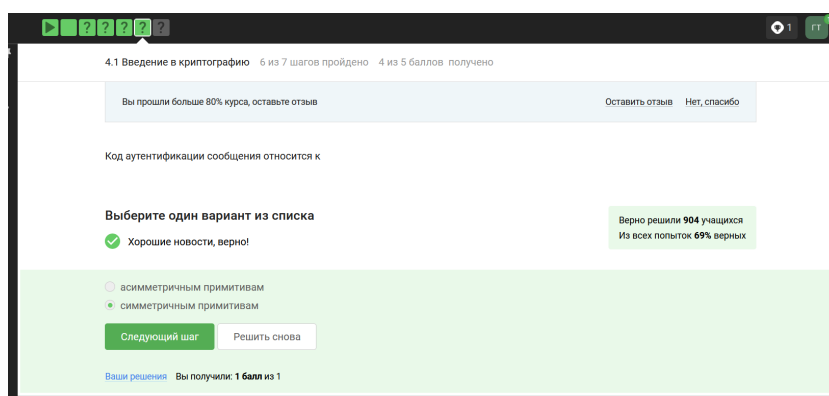 ? ? ? ? ?
1
ГТ
4.1 Введение в криптографию 6 из 7 шагов пройдено 4 из 5 баллов получено
Вы прошли больше 80% курса, оставьте отзыв Оставить отзыв Нет, спасибо
Код аутентификации сообщения относится к
Выберите один вариант из списка
Хорошие новости, верно!
Верно решили 904 учащихся
Из всех попыток 69% верных
асимметричным примитивам
симметричным примитивам
Следующий шаг Решить снова
Ваши решения Вы получили: 1 балл из 1